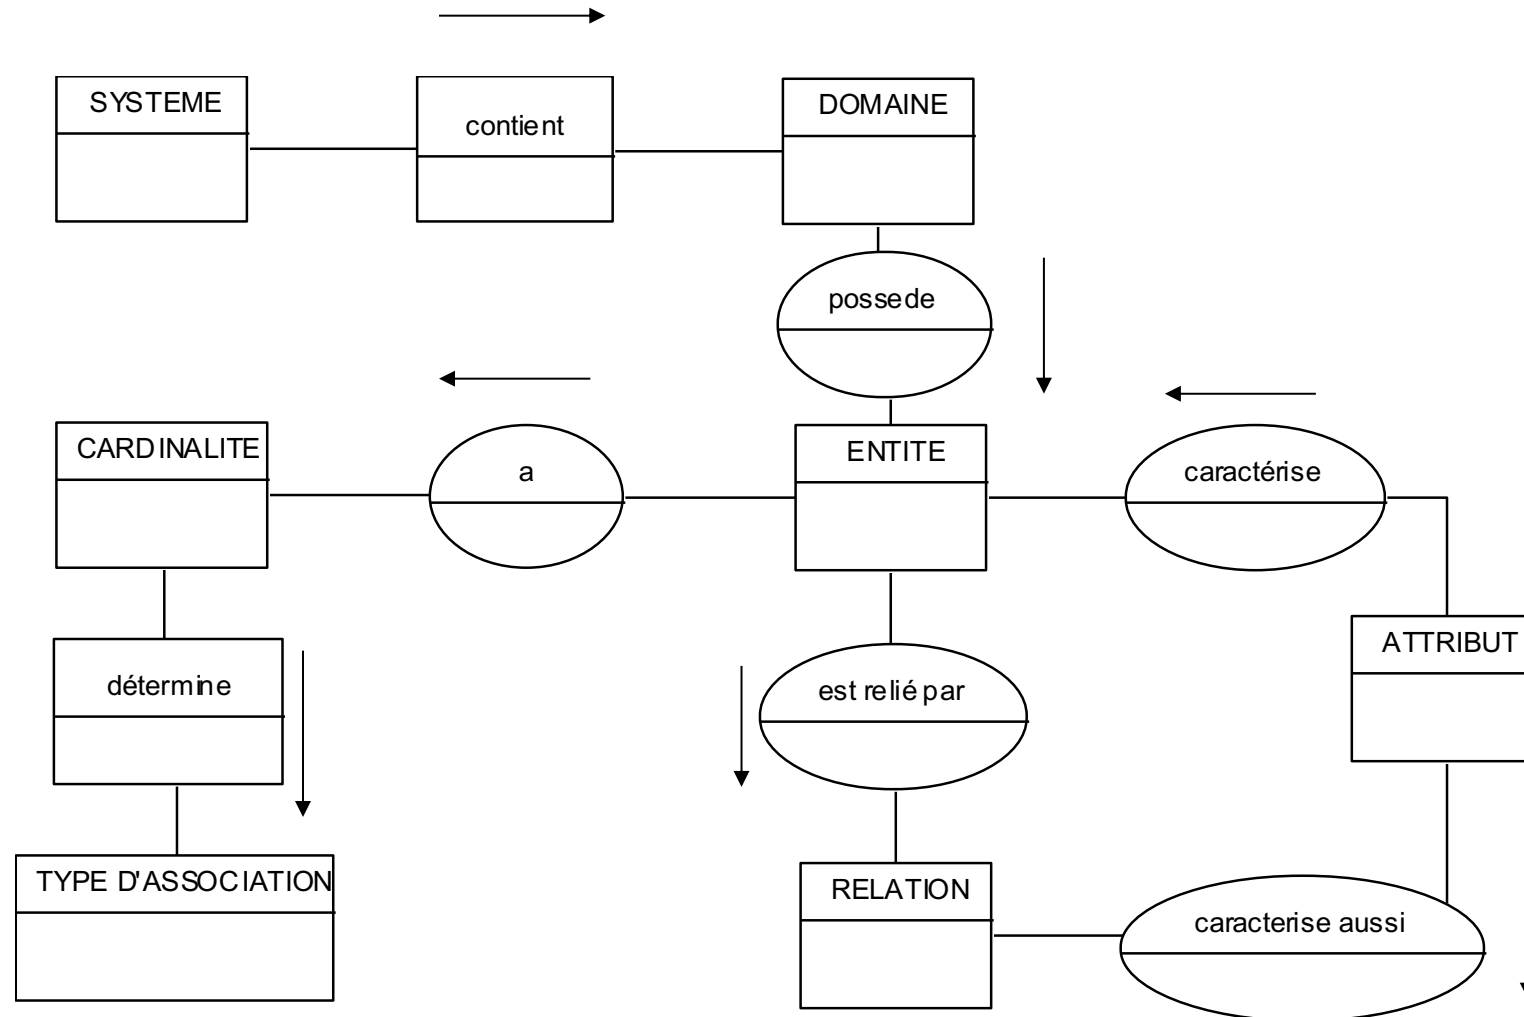 SYSTEME
contient
DOMAINE
possede
CARDINALITE
a
ENTITE
caractérise
ATTRIBUT
détermine
est relié par
TYPE D'ASSOCIATION
RELATION
caracterise aussi